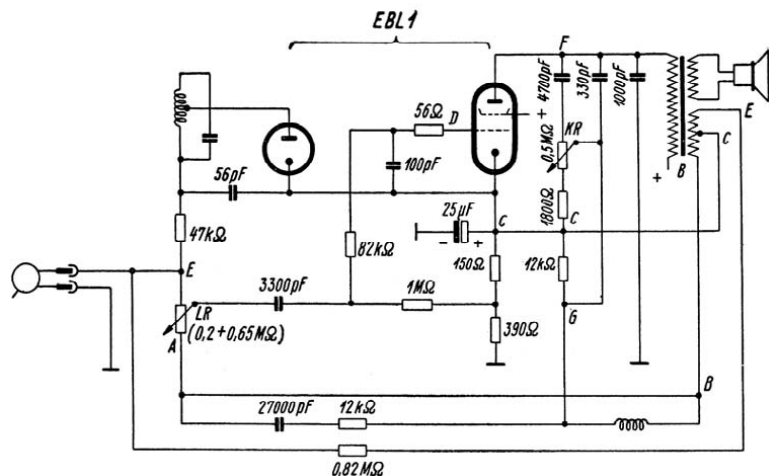 EBL1
F
4700pF
330pF
1000pF
56Ω
D
+
E
0,5MΩ
KR
C
100pF
B
+
56pF
25µF
1800Ω
- +
C
C
47kΩ
82kΩ
150Ω
12kΩ
E
3300pF
1MΩ
LR
G
A
(0,2+0,65MΩ)
390Ω
B
27000pF
12kΩ
0,82MΩ